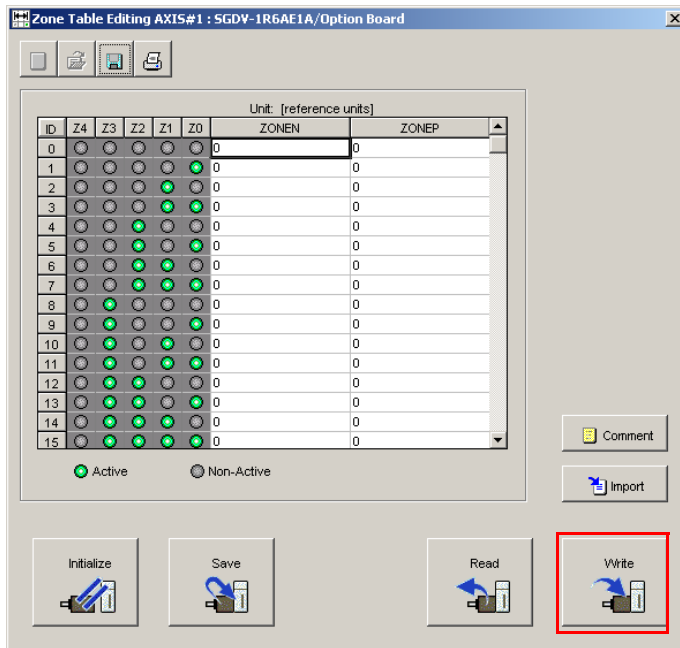 Zone Table Editing AXIS#1 : SGDV-1R6AE1A/Option Board
Unit: [reference units]
ID Z4 Z3 Z2 Z1 Z0 ZONEN ZONEP
0 0 0
1 0 0
2 0 0
3 0 0
4 0 0
5 0 0
6 0 0
7 0 0
8 0 0
9 0 0
10 0 0
11 0 0
12 0 0
13 0 0
14 0 0
15 0 0
Active Non-Active
Comment
Import
Initialize Save Read Write